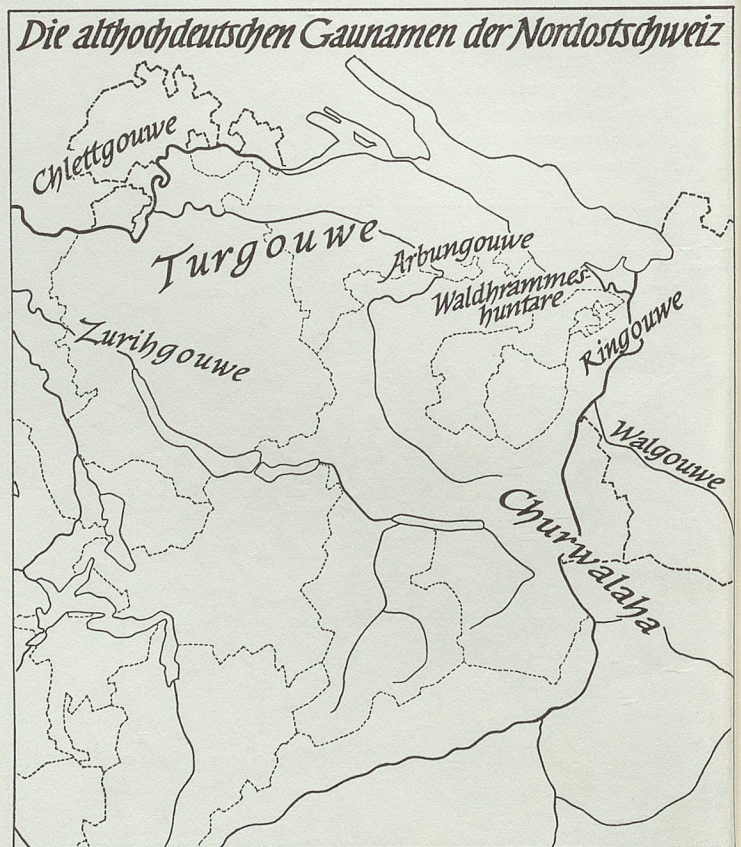 Die althochdeutschen Gaunamen der Nordostschweiz
Chlettgouwe
Turgouwe
Arbungouwe
Waldhrammes-
huntare
Ringouwe
Zurihgouwe
Walgouwe
Churwalaha